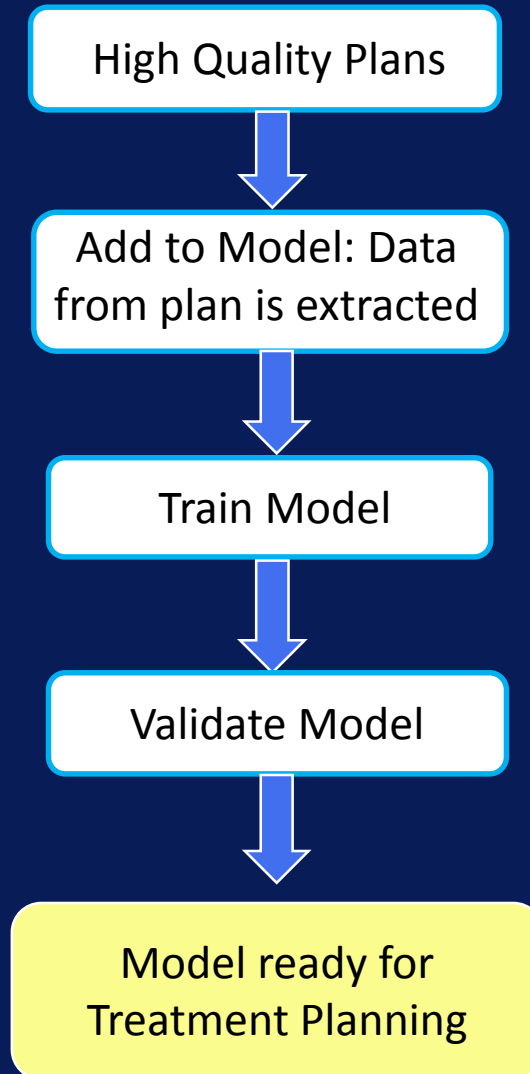 High Quality Plans
Add to Model: Data
from plan is extracted
Train Model
Validate Model
Model ready for
Treatment Planning